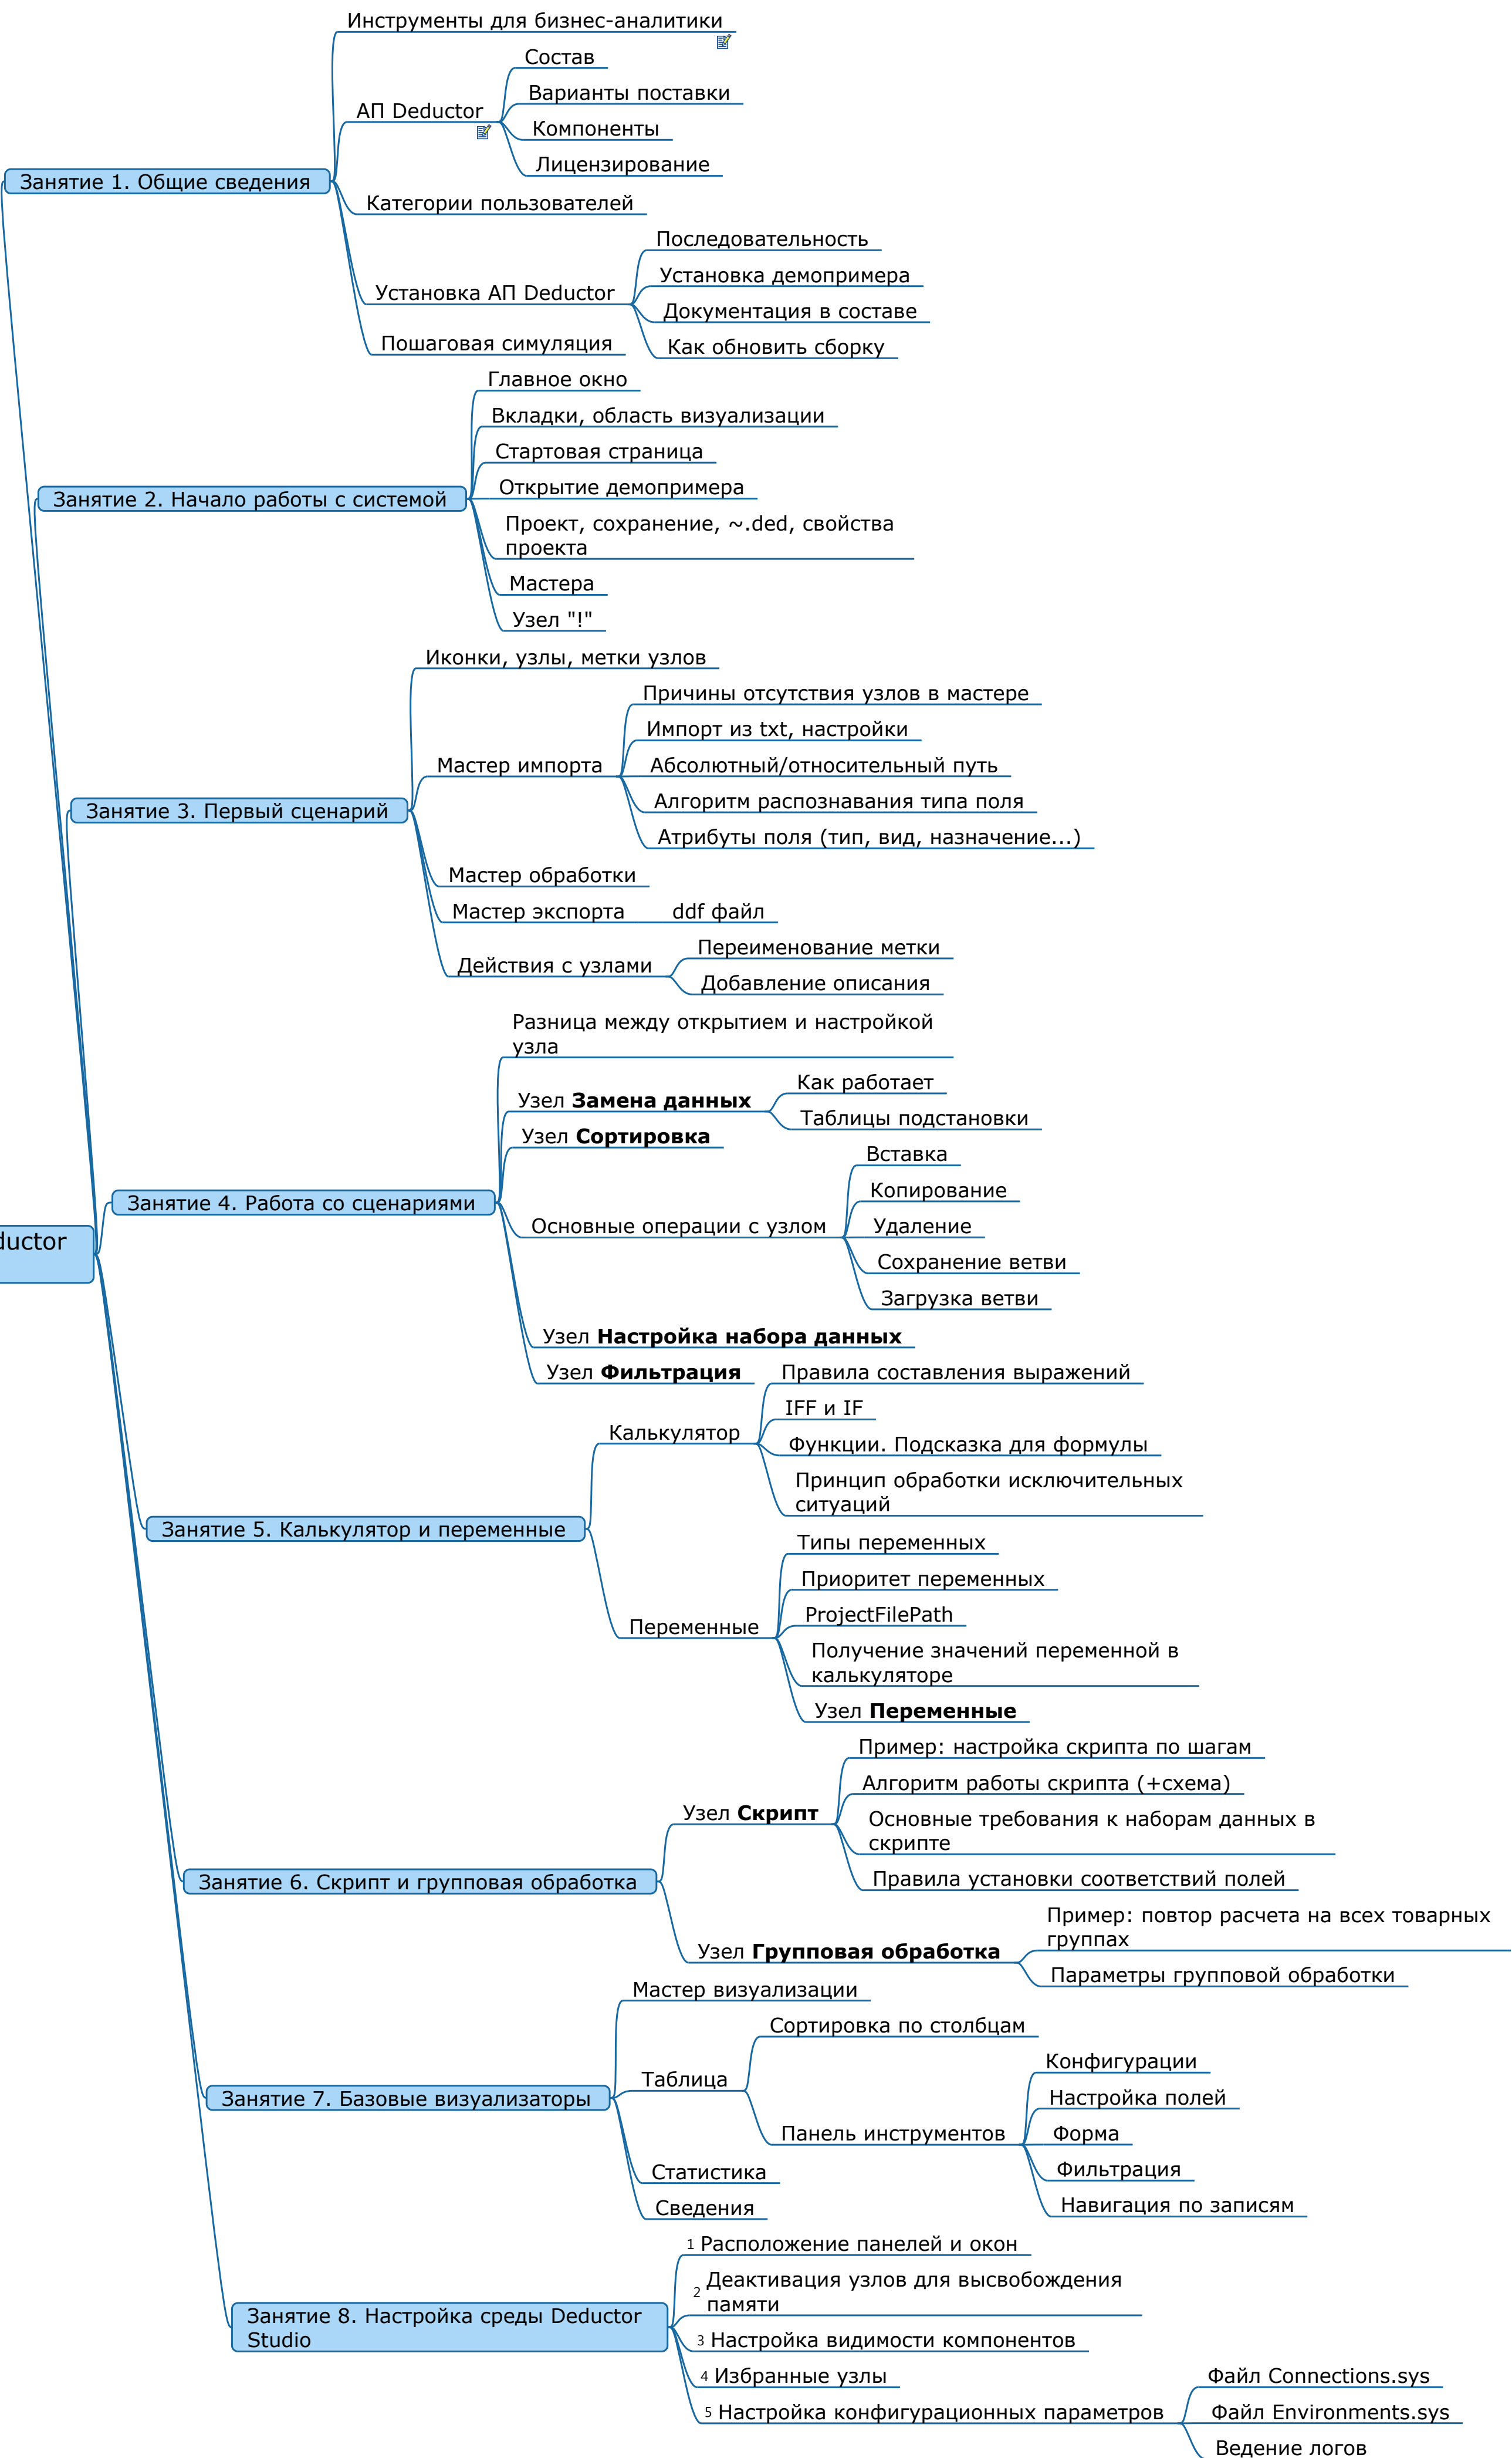 Инструменты для бизнес-аналитики
Состав
Варианты поставки
АП Deductor
Компоненты
Лицензирование
Занятие 1. Общие сведения
Категории пользователей
Последовательность
Установка демопримера
Установка АП Deductor
Документация в составе
Как обновить сборку
Пошаговая симуляция
Главное окно
Вкладки, область визуализации
Стартовая страница
Занятие 2. Начало работы с системой
Открытие демопримера
Проект, сохранение, ~.ded, свойства
проекта
Мастера
Узел "!"
Иконки, узлы, метки узлов
Причины отсутствия узлов в мастере
Импорт из txt, настройки
Мастер импорта
Абсолютный/относительный путь
Алгоритм распознавания типа поля
Атрибуты поля (тип, вид, назначение...)
Занятие 3. Первый сценарий
Мастер обработки
Мастер экспорта
ddf файл
Действия с узлами
Переименование метки
Добавление описания
Разница между открытием и настройкой
узла
Узел Замена данных
Как работает
Таблицы подстановки
Узел Сортировка
Занятие 4. Работа со сценариями
Основные операции с узлом
Вставка
Копирование
Удаление
Сохранение ветви
Загрузка ветви
ductor
Узел Настройка набора данных
Узел Фильтрация
Калькулятор
Правила составления выражений
IFF и IF
Функции. Подсказка для формулы
Принцип обработки исключительных
ситуаций
Занятие 5. Калькулятор и переменные
Переменные
Типы переменных
Приоритет переменных
ProjectFilePath
Получение значений переменной в
калькуляторе
Узел Переменные
Узел Скрипт
Пример: настройка скрипта по шагам
Алгоритм работы скрипта (+схема)
Основные требования к наборам данных в
скрипте
Правила установки соответствий полей
Занятие 6. Скрипт и групповая обработка
Узел Групповая обработка
Пример: повтор расчета на всех товарных
группах
Параметры групповой обработки
Мастер визуализации
Таблица
Сортировка по столбцам
Панель инструментов
Конфигурации
Настройка полей
Форма
Фильтрация
Навигация по записям
Занятие 7. Базовые визуализаторы
Статистика
Сведения
1 Расположение панелей и окон
2 Деактивация узлов для высвобождения
памяти
Занятие 8. Настройка среды Deductor
Studio
3 Настройка видимости компонентов
4 Избранные узлы
5 Настройка конфигурационных параметров
Файл Connections.sys
Файл Environments.sys
Ведение логов